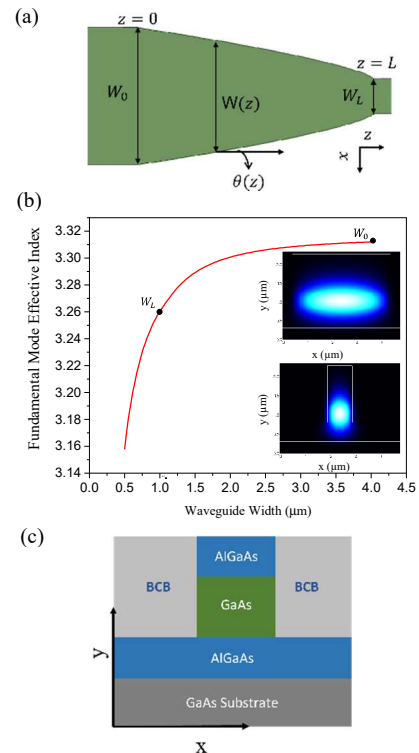 (a)
z = 0
z = L
W0
W(z)
WL
z
x
θ(z)
(b)
3.32
3.30
3.28
3.26
3.24
3.22
3.20
3.18
3.16
3.14
Fundamental Mode Effective Index
W0
WL
y (μm)
x (μm)
y (μm)
x (μm)
0.0 0.5 1.0 1.5 2.0 2.5 3.0 3.5 4.0 4.5
Waveguide Width (μm)
(c)
AlGaAs
BCB
BCB
GaAs
AlGaAs
GaAs Substrate
y
x